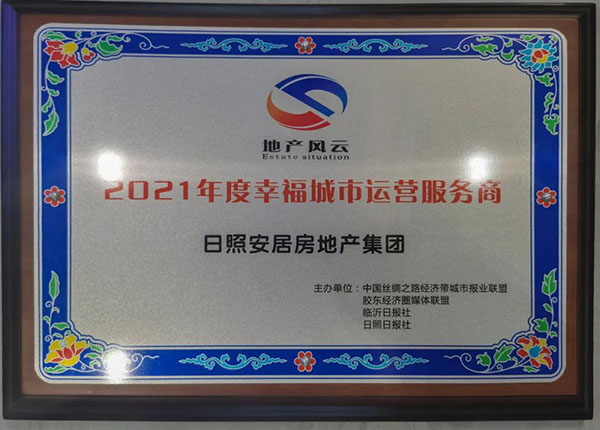 地产风云
Estate situation
2021年度幸福城市运营服务商
日照安居房地产集团
主办单位：中国丝绸之路经济带城市报业联盟
胶东经济圈媒体联盟
临沂日报社
日照日报社